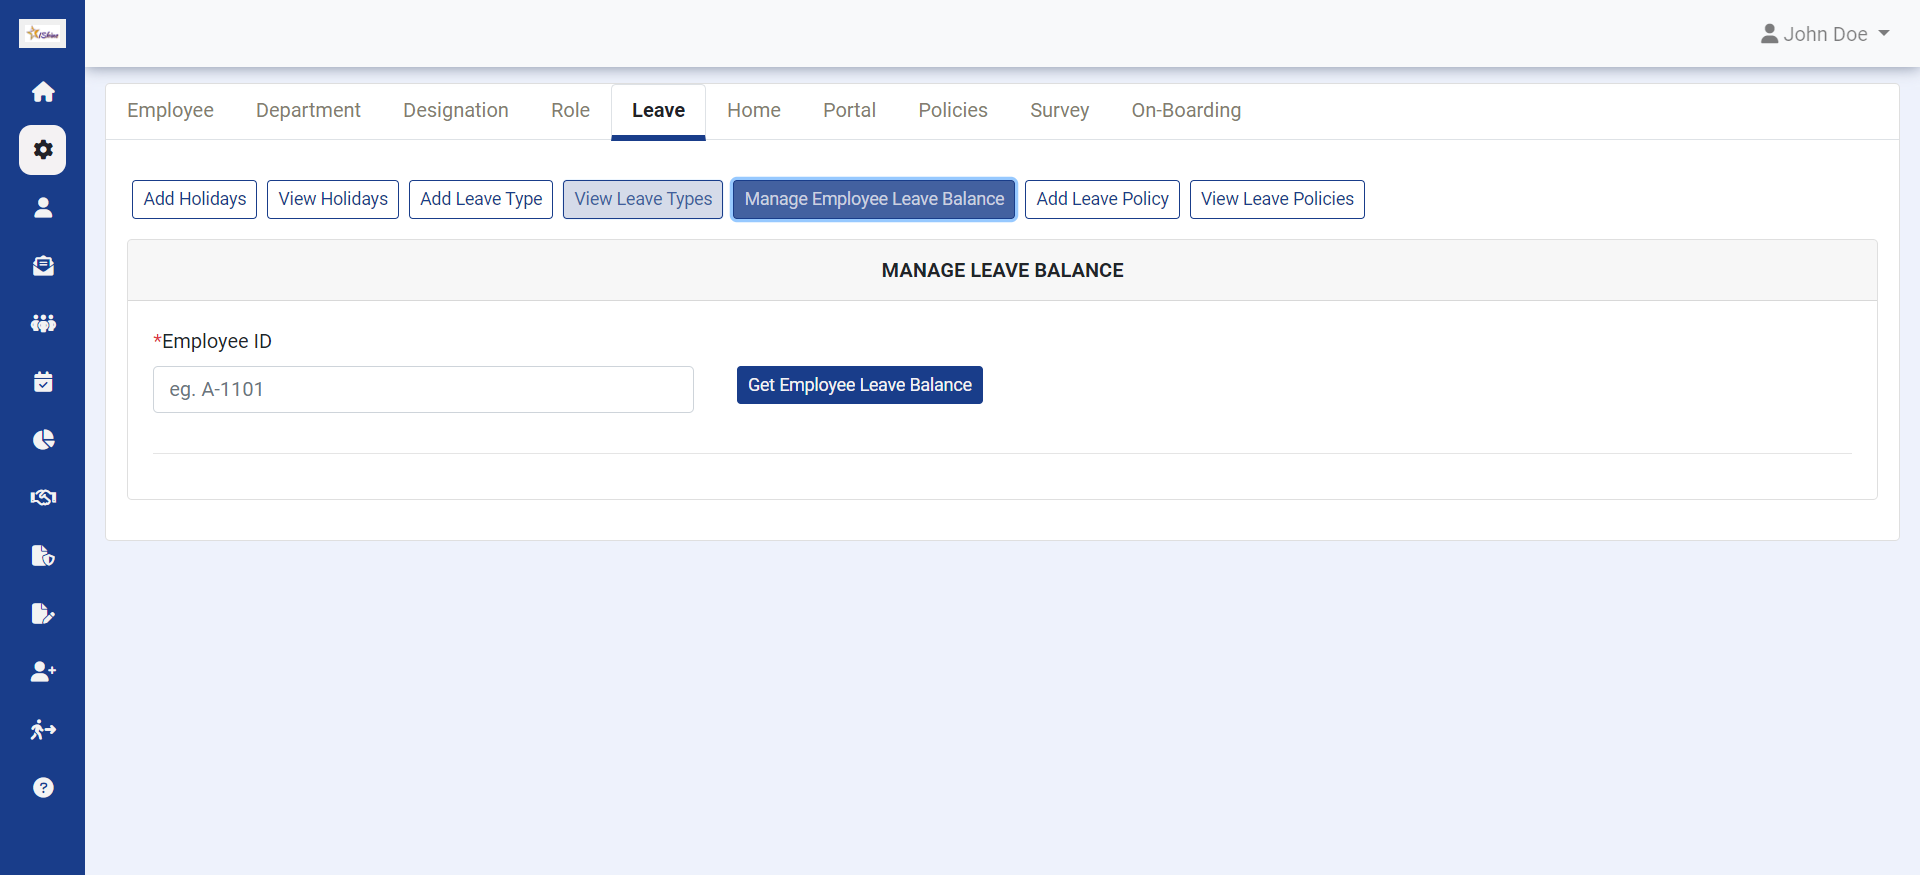 iShine
John Doe
Employee Department Designation Role Leave Home Portal Policies Survey On-Boarding
Add Holidays View Holidays Add Leave Type View Leave Types Manage Employee Leave Balance Add Leave Policy View Leave Policies
MANAGE LEAVE BALANCE
*Employee ID
eg. A-1101
Get Employee Leave Balance